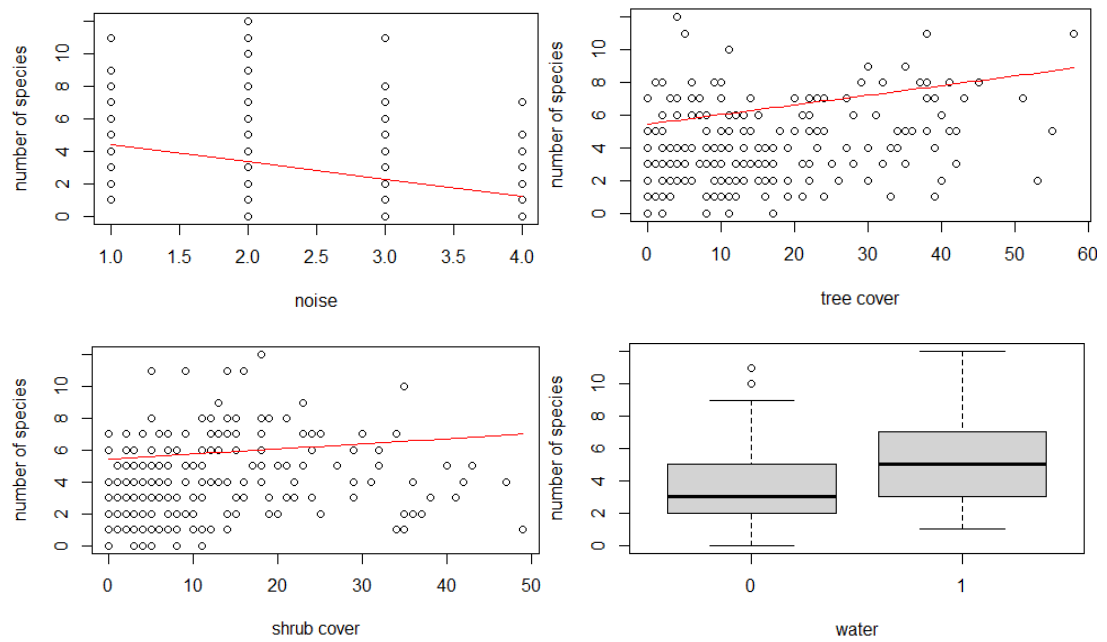 number of species
0 2 4 6 8 10
1.0 1.5 2.0 2.5 3.0 3.5 4.0
noise
number of species
0 2 4 6 8 10
0 10 20 30 40 50 60
tree cover
number of species
0 2 4 6 8 10
0 10 20 30 40 50
shrub cover
number of species
0 2 4 6 8 10
0 1
water